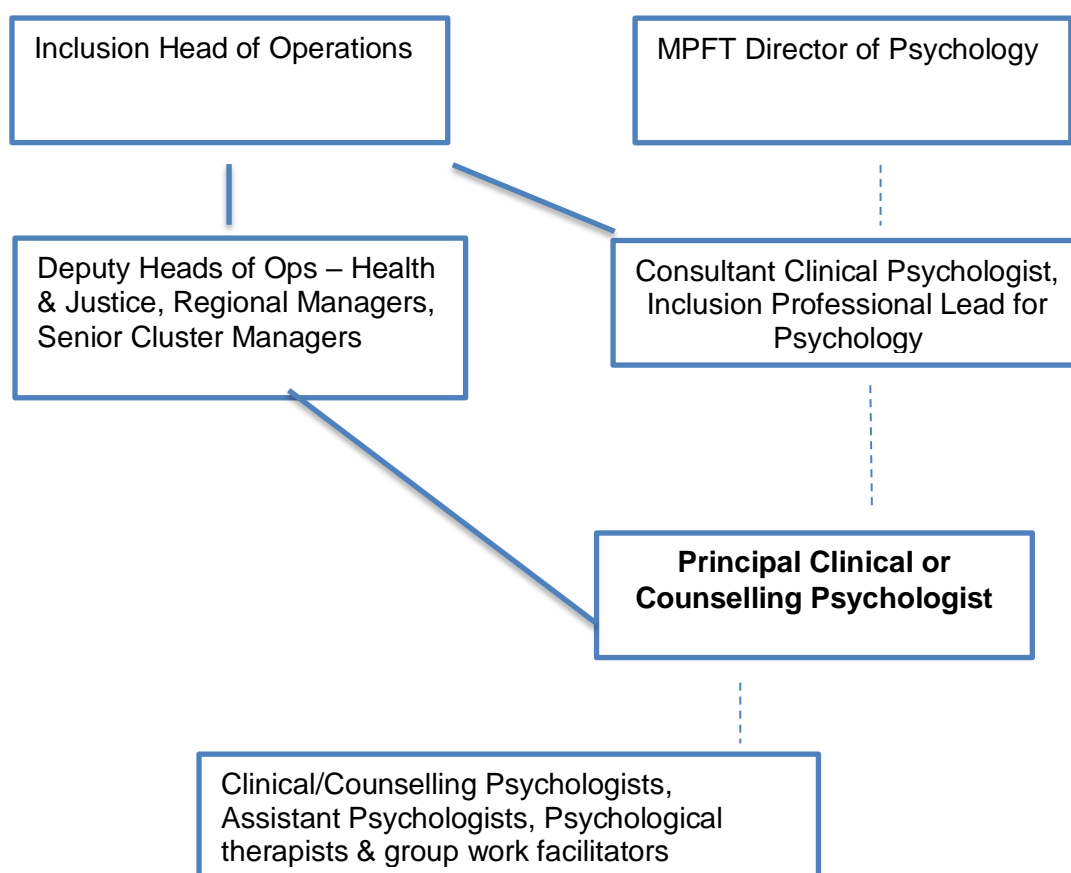 Inclusion Head of Operations
MPFT Director of Psychology
Deputy Heads of Ops – Health
& Justice, Regional Managers,
Senior Cluster Managers
Consultant Clinical Psychologist,
Inclusion Professional Lead for
Psychology
Principal Clinical or
Counselling Psychologist
Clinical/Counselling Psychologists,
Assistant Psychologists, Psychological
therapists & group work facilitators